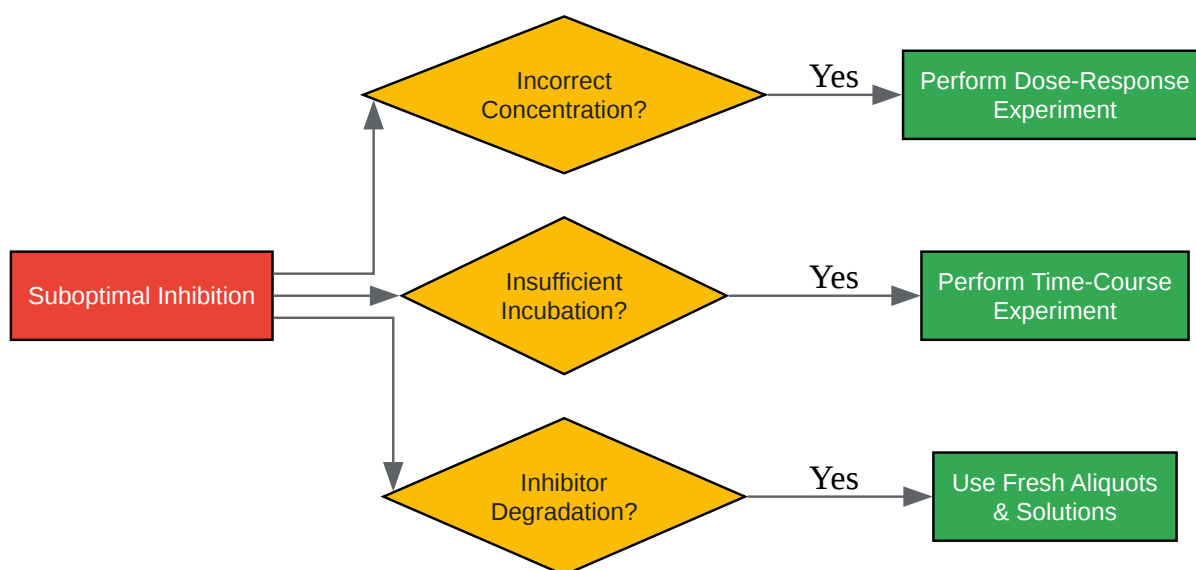 Incorrect
Concentration?
Yes
Perform Dose-Response
Experiment
Suboptimal Inhibition
Insufficient
Incubation?
Yes
Perform Time-Course
Experiment
Inhibitor
Degradation?
Yes
Use Fresh Aliquots
& Solutions